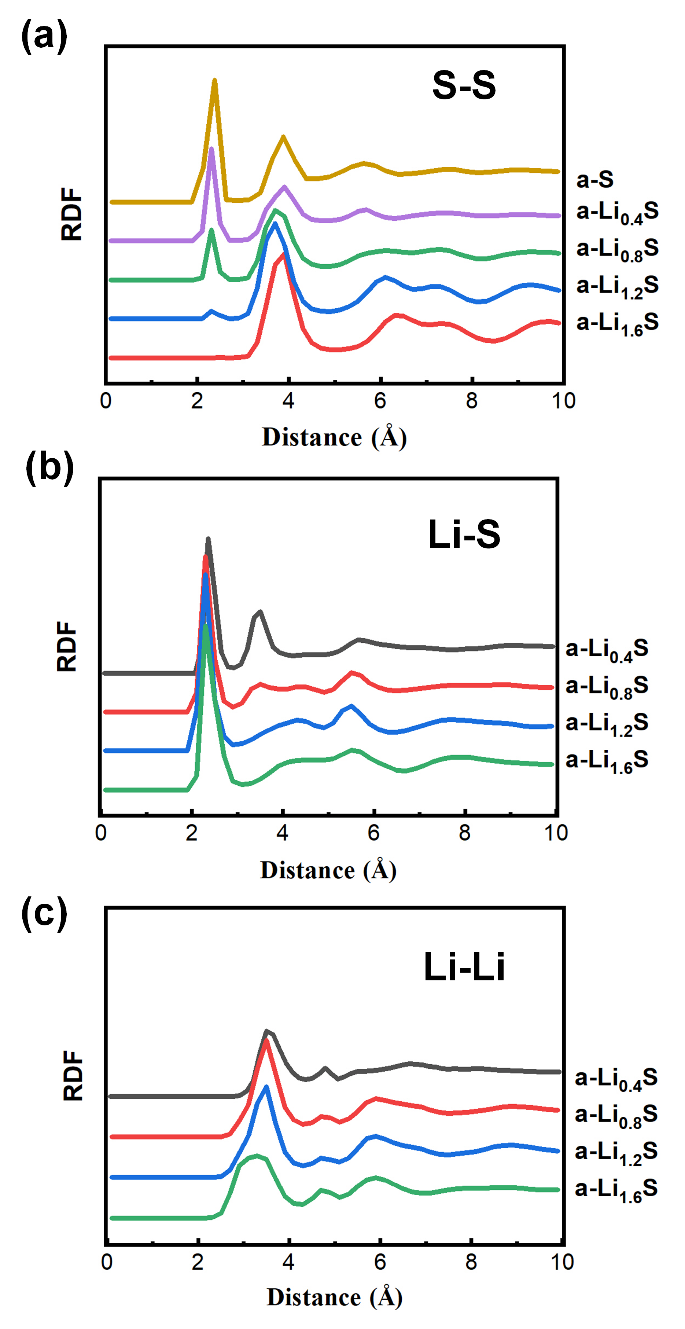 (a)
S-S
RDF
a-S
a-Li0.4S
a-Li0.8S
a-Li1.2S
a-Li1.6S
0 2 4 6 8 10
Distance (Å)
(b)
Li-S
RDF
a-Li0.4S
a-Li0.8S
a-Li1.2S
a-Li1.6S
0 2 4 6 8 10
Distance (Å)
(c)
Li-Li
RDF
a-Li0.4S
a-Li0.8S
a-Li1.2S
a-Li1.6S
0 2 4 6 8 10
Distance (Å)